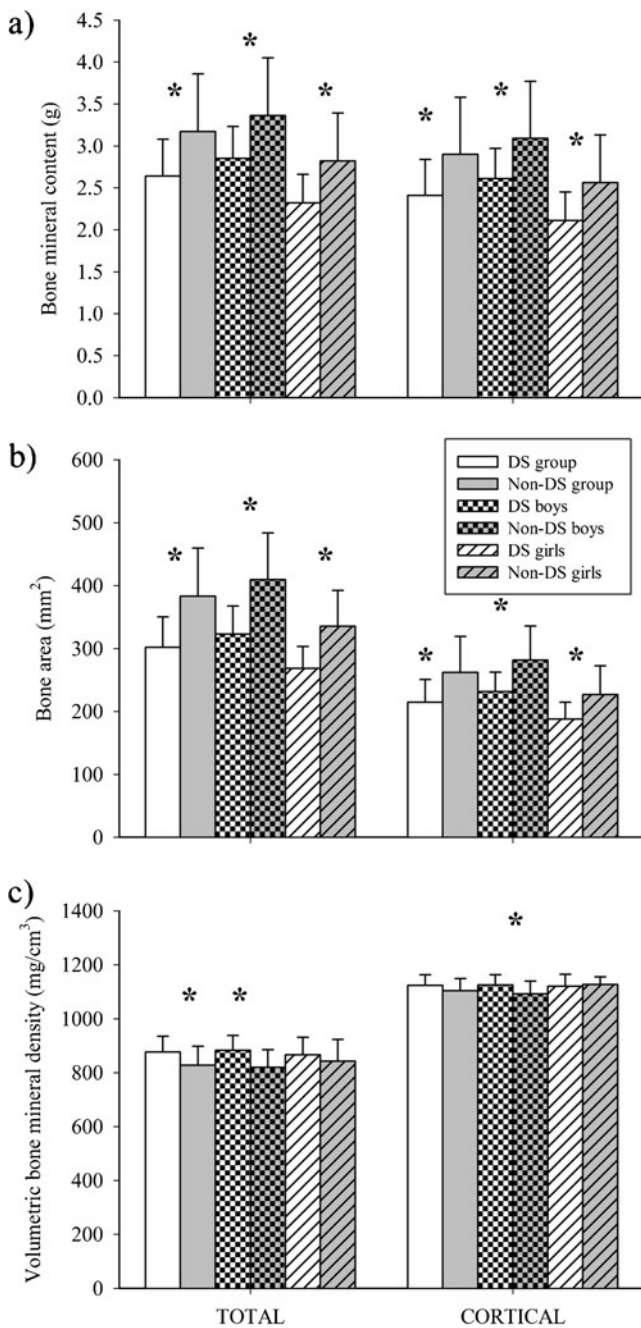 a)
Bone mineral content (g)
4.5
4.0
3.5
3.0
2.5
2.0
1.5
1.0
0.5
0.0
* * *
* * *
b)
Bone area (mm²)
600
500
400
300
200
100
0
* * *
* * *
DS group
Non-DS group
DS boys
Non-DS boys
DS girls
Non-DS girls
c)
Volumetric bone mineral density (mg/cm³)
1400
1200
1000
800
600
400
200
0
* *
*
TOTAL CORTICAL